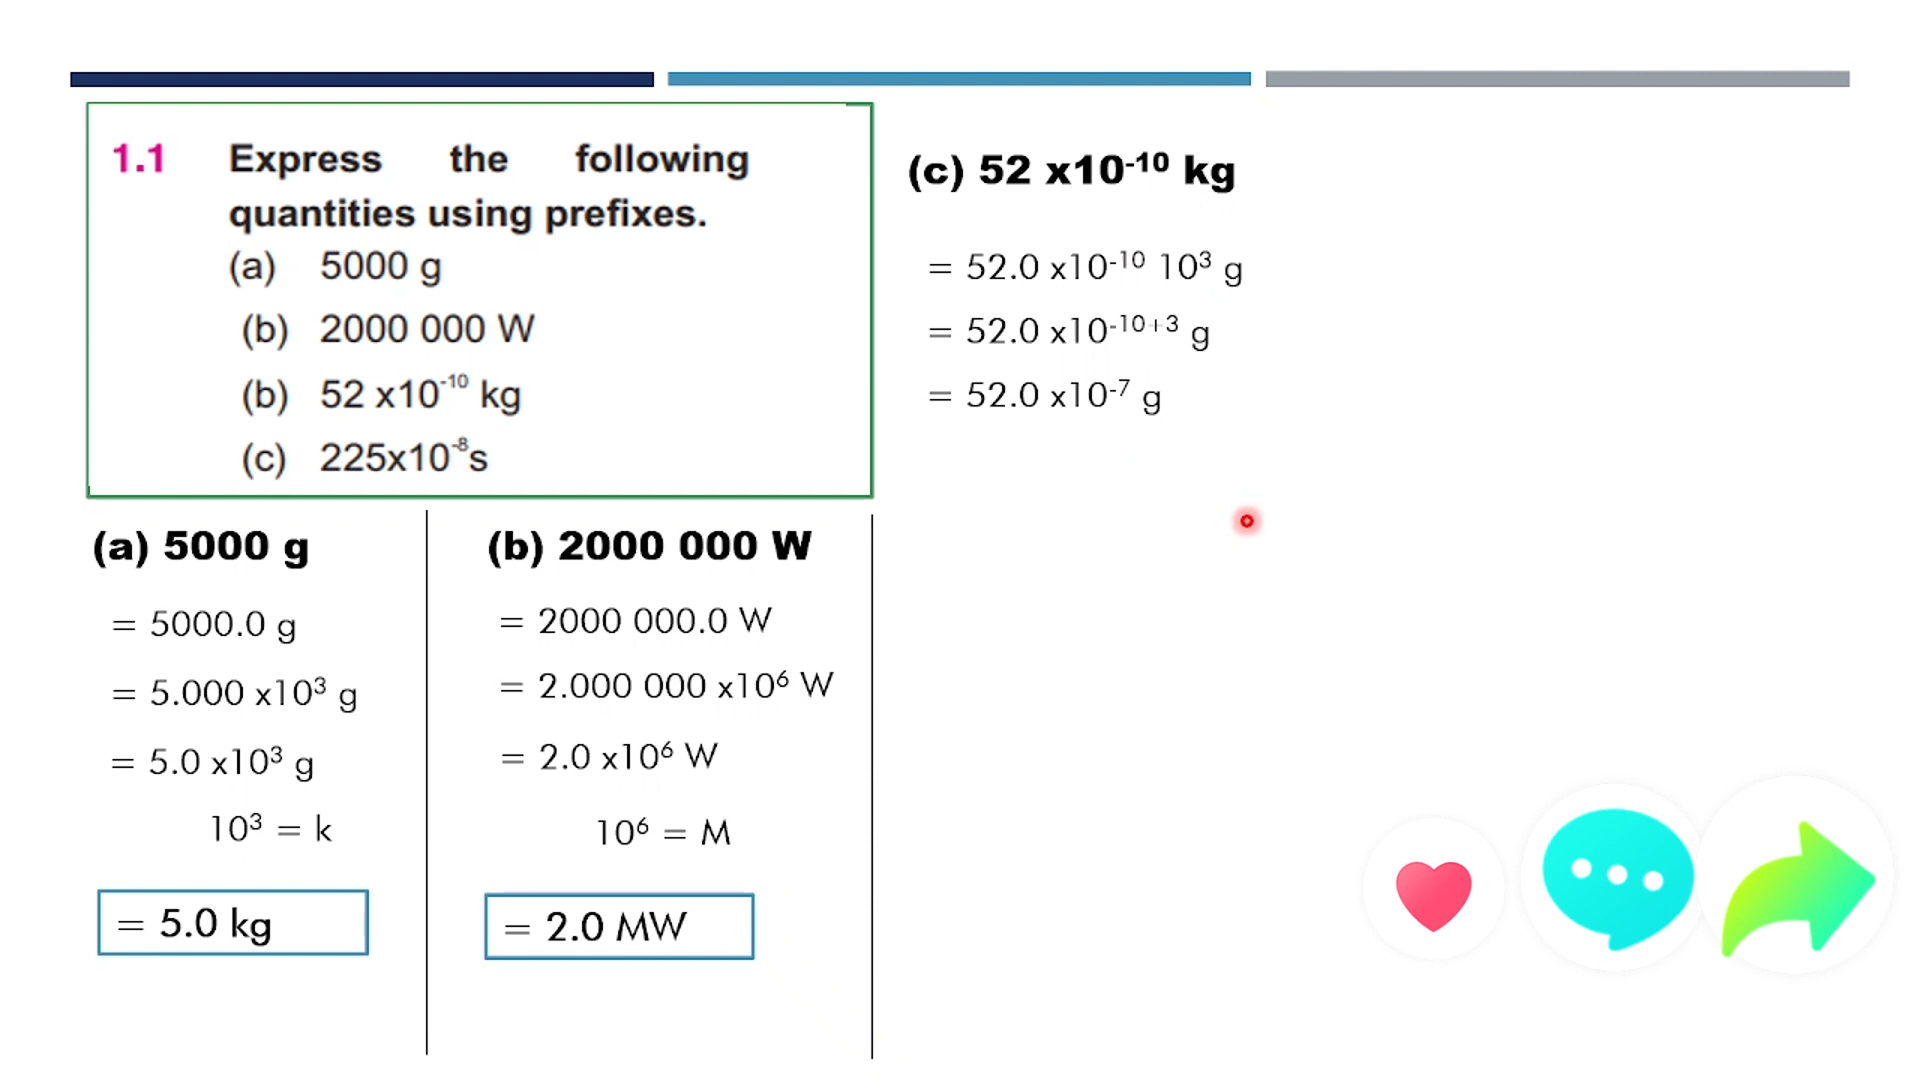 1.1 Express the following
quantities using prefixes.
(a) 5000 g
(b) 2000 000 W
(b) 52 x10⁻¹⁰ kg
(c) 225x10⁻⁸s
(a) 5000 g
= 5000.0 g
= 5.000 x10³ g
= 5.0 x10³ g
10³ = k
= 5.0 kg
(b) 2000 000 W
= 2000 000.0 W
= 2.000 000 x10⁶ W
= 2.0 x10⁶ W
10⁶ = M
= 2.0 MW
(c) 52 x10⁻¹⁰ kg
= 52.0 x10⁻¹⁰ 10³ g
= 52.0 x10⁻¹⁰⁺³ g
= 52.0 x10⁻⁷ g